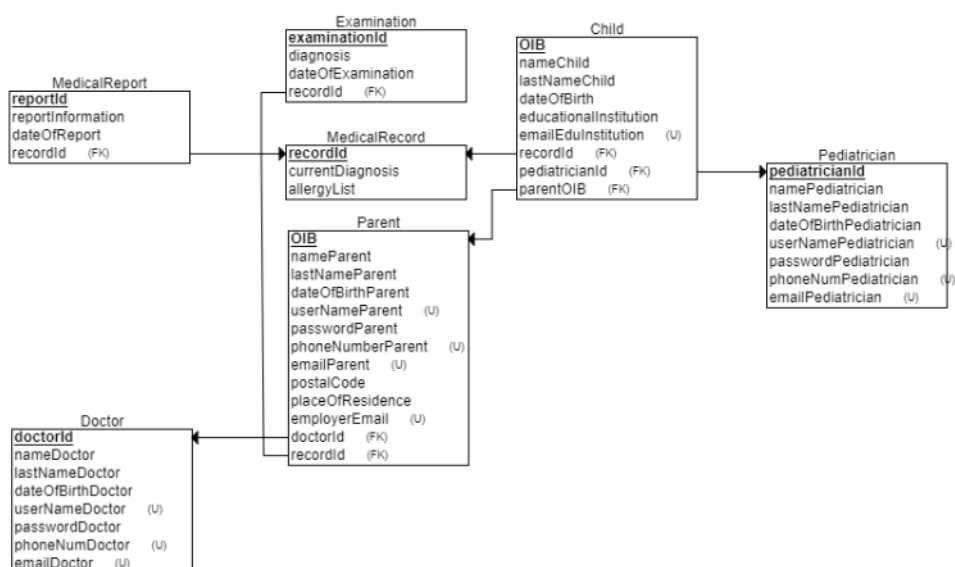 Examination
examinationId
diagnosis
dateOfExamination
recordId (FK)
Child
OIB
nameChild
lastNameChild
dateOfBirth
educationalInstitution
emailEduInstitution (U)
recordId (FK)
pediatricianId (FK)
parentOIB (FK)
MedicalReport
reportId
reportInformation
dateOfReport
recordId (FK)
MedicalRecord
recordId
currentDiagnosis
allergyList
Pediatrician
pediatricianId
namePediatrician
lastNamePediatrician
dateOfBirthPediatrician
userNamePediatrician (U)
passwordPediatrician
phoneNumPediatrician (U)
emailPediatrician (U)
Parent
OIB
nameParent
lastNameParent
dateOfBirthParent
userNameParent (U)
passwordParent
phoneNumberParent (U)
emailParent (U)
postalCode
placeOfResidence
employerEmail (U)
doctorId (FK)
recordId (FK)
Doctor
doctorId
nameDoctor
lastNameDoctor
dateOfBirthDoctor
userNameDoctor (U)
passwordDoctor
phoneNumDoctor (U)
emailDoctor (U)